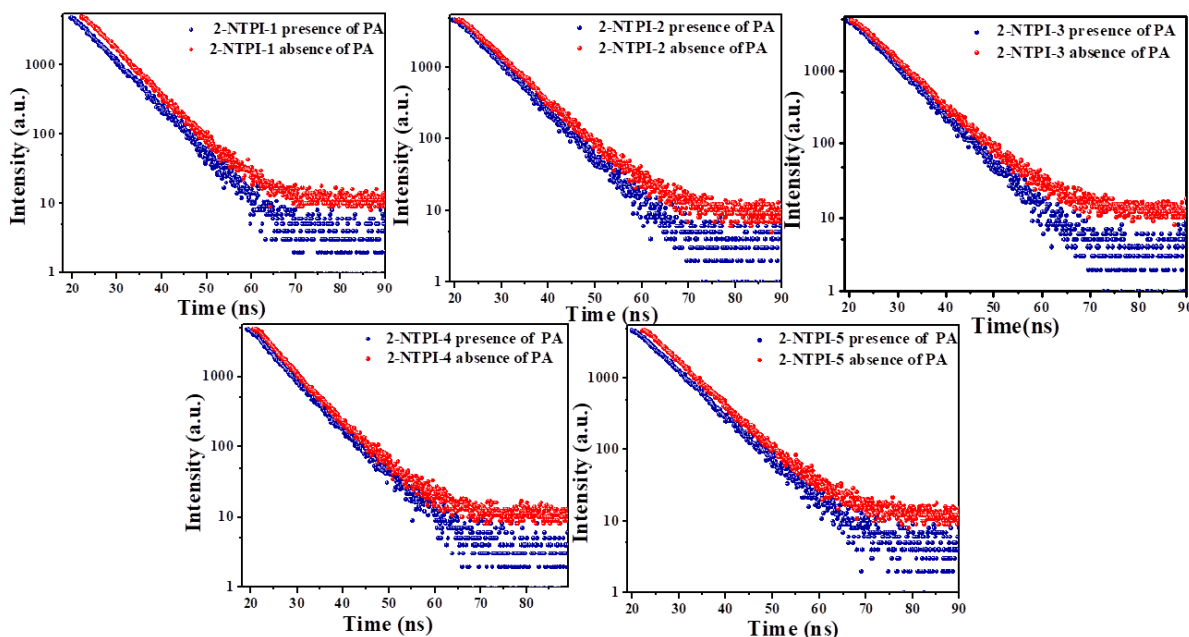 2-NTPI-1 presence of PA
2-NTPI-1 absence of PA
Intensity (a.u.)
1000
100
10
1
20 30 40 50 60 70 80 90
Time (ns)
2-NTPI-2 presence of PA
2-NTPI-2 absence of PA
Intensity (a.u.)
1000
100
10
1
20 30 40 50 60 70 80 90
Time (ns)
2-NTPI-3 presence of PA
2-NTPI-3 absence of PA
Intensity(a.u.)
1000
100
10
1
20 30 40 50 60 70 80 90
Time(ns)
2-NTPI-4 presence of PA
2-NTPI-4 absence of PA
Intensity (a.u.)
1000
100
10
1
20 30 40 50 60 70 80
Time (ns)
2-NTPI-5 presence of PA
2-NTPI-5 absence of PA
Intensity (a.u.)
1000
100
10
1
20 30 40 50 60 70 80 90
Time (ns)